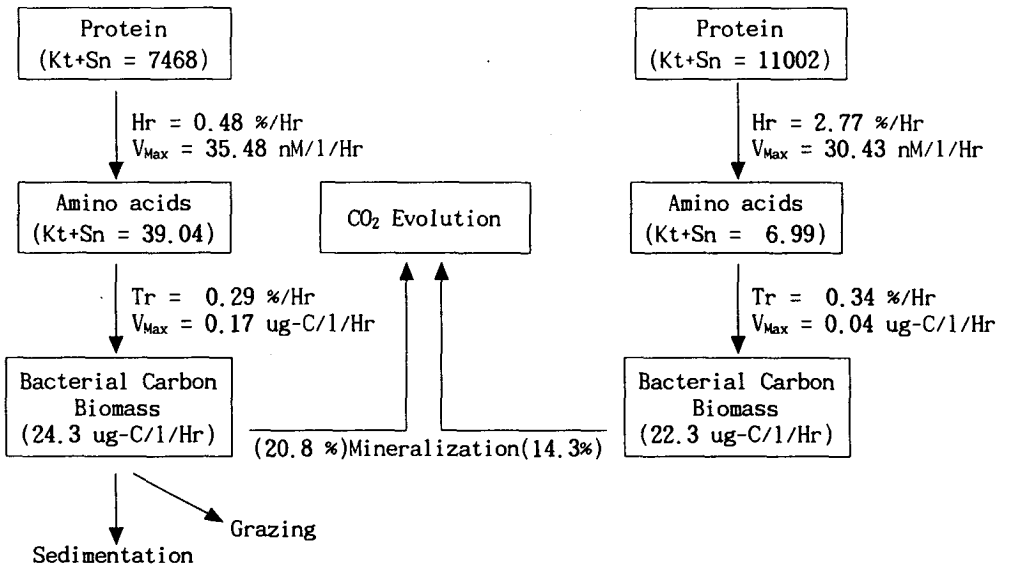 Protein
(Kt+Sn = 7468)
Hr = 0.48 %/Hr
VMax = 35.48 nM/l/Hr
Amino acids
(Kt+Sn = 39.04)
Tr = 0.29 %/Hr
VMax = 0.17 ug-C/l/Hr
Bacterial Carbon
Biomass
(24.3 ug-C/l/Hr)
Grazing
Sedimentation
CO₂ Evolution
(20.8 %)Mineralization(14.3%)
Protein
(Kt+Sn = 11002)
Hr = 2.77 %/Hr
VMax = 30.43 nM/l/Hr
Amino acids
(Kt+Sn = 6.99)
Tr = 0.34 %/Hr
VMax = 0.04 ug-C/l/Hr
Bacterial Carbon
Biomass
(22.3 ug-C/l/Hr)